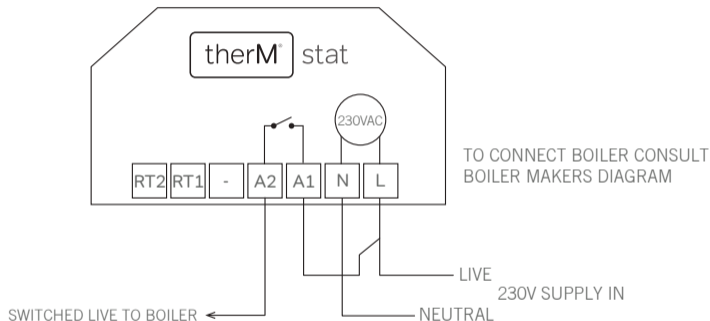 therM° stat
230VAC
RT2 RT1 - A2 A1 N L
TO CONNECT BOILER CONSULT
BOILER MAKERS DIAGRAM
LIVE
230V SUPPLY IN
SWITCHED LIVE TO BOILER
NEUTRAL